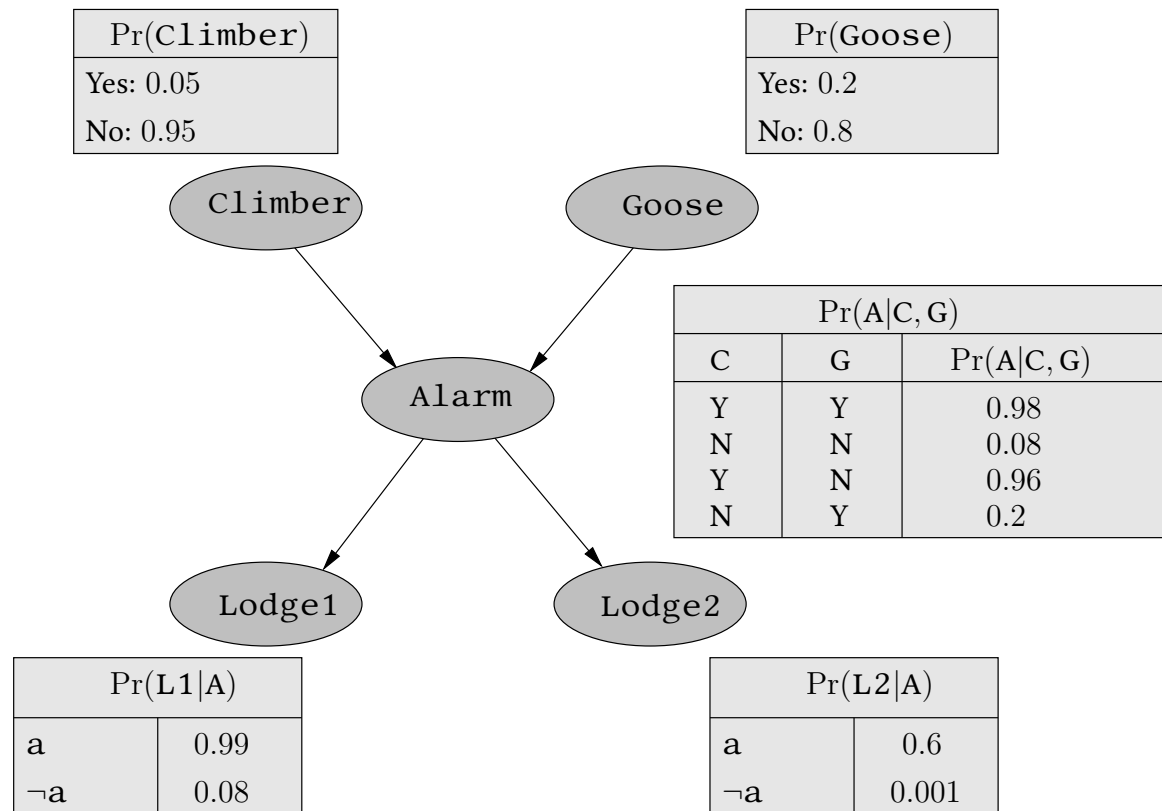 Pr(Climber)
Yes: 0.05
No: 0.95
Pr(Goose)
Yes: 0.2
No: 0.8
Climber
Goose
Pr(A|C, G)
C G Pr(A|C, G)
Y Y 0.98
N N 0.08
Y N 0.96
N Y 0.2
Alarm
Lodge1
Lodge2
Pr(L1|A)
a 0.99
¬a 0.08
Pr(L2|A)
a 0.6
¬a 0.001